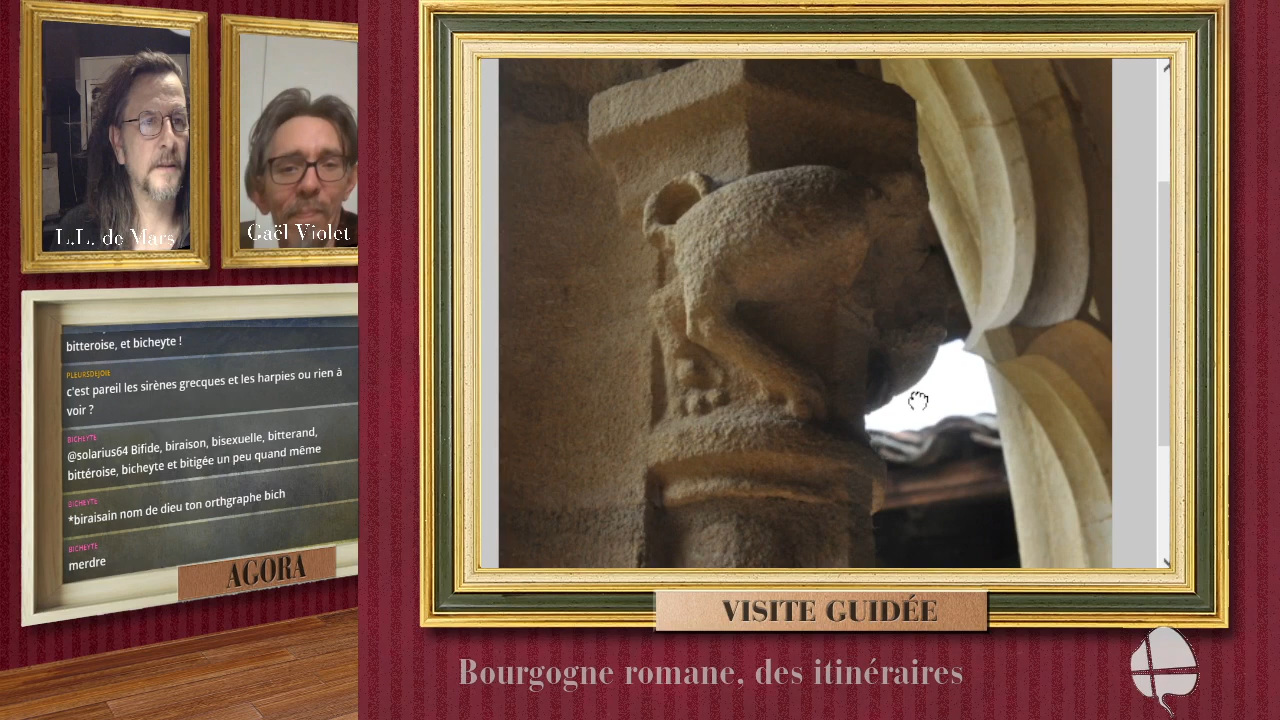 L.L. de Mars
Gaël Violet
bitteroise, et bicheyte !
PLEURSDEJOIE
c'est pareil les sirènes grecques et les harpies ou rien à
voir ?
BICHEYTE
@solarius64 Bifide, biraison, bisexuelle, bitterand,
bittéroise, bicheyte et bitigée un peu quand même
BICHEYTE
*biraisain nom de dieu ton orthgraphe bich
BICHEYTE
merdre
AGORA
VISITE GUIDÉE
Bourgogne romane, des itinéraires